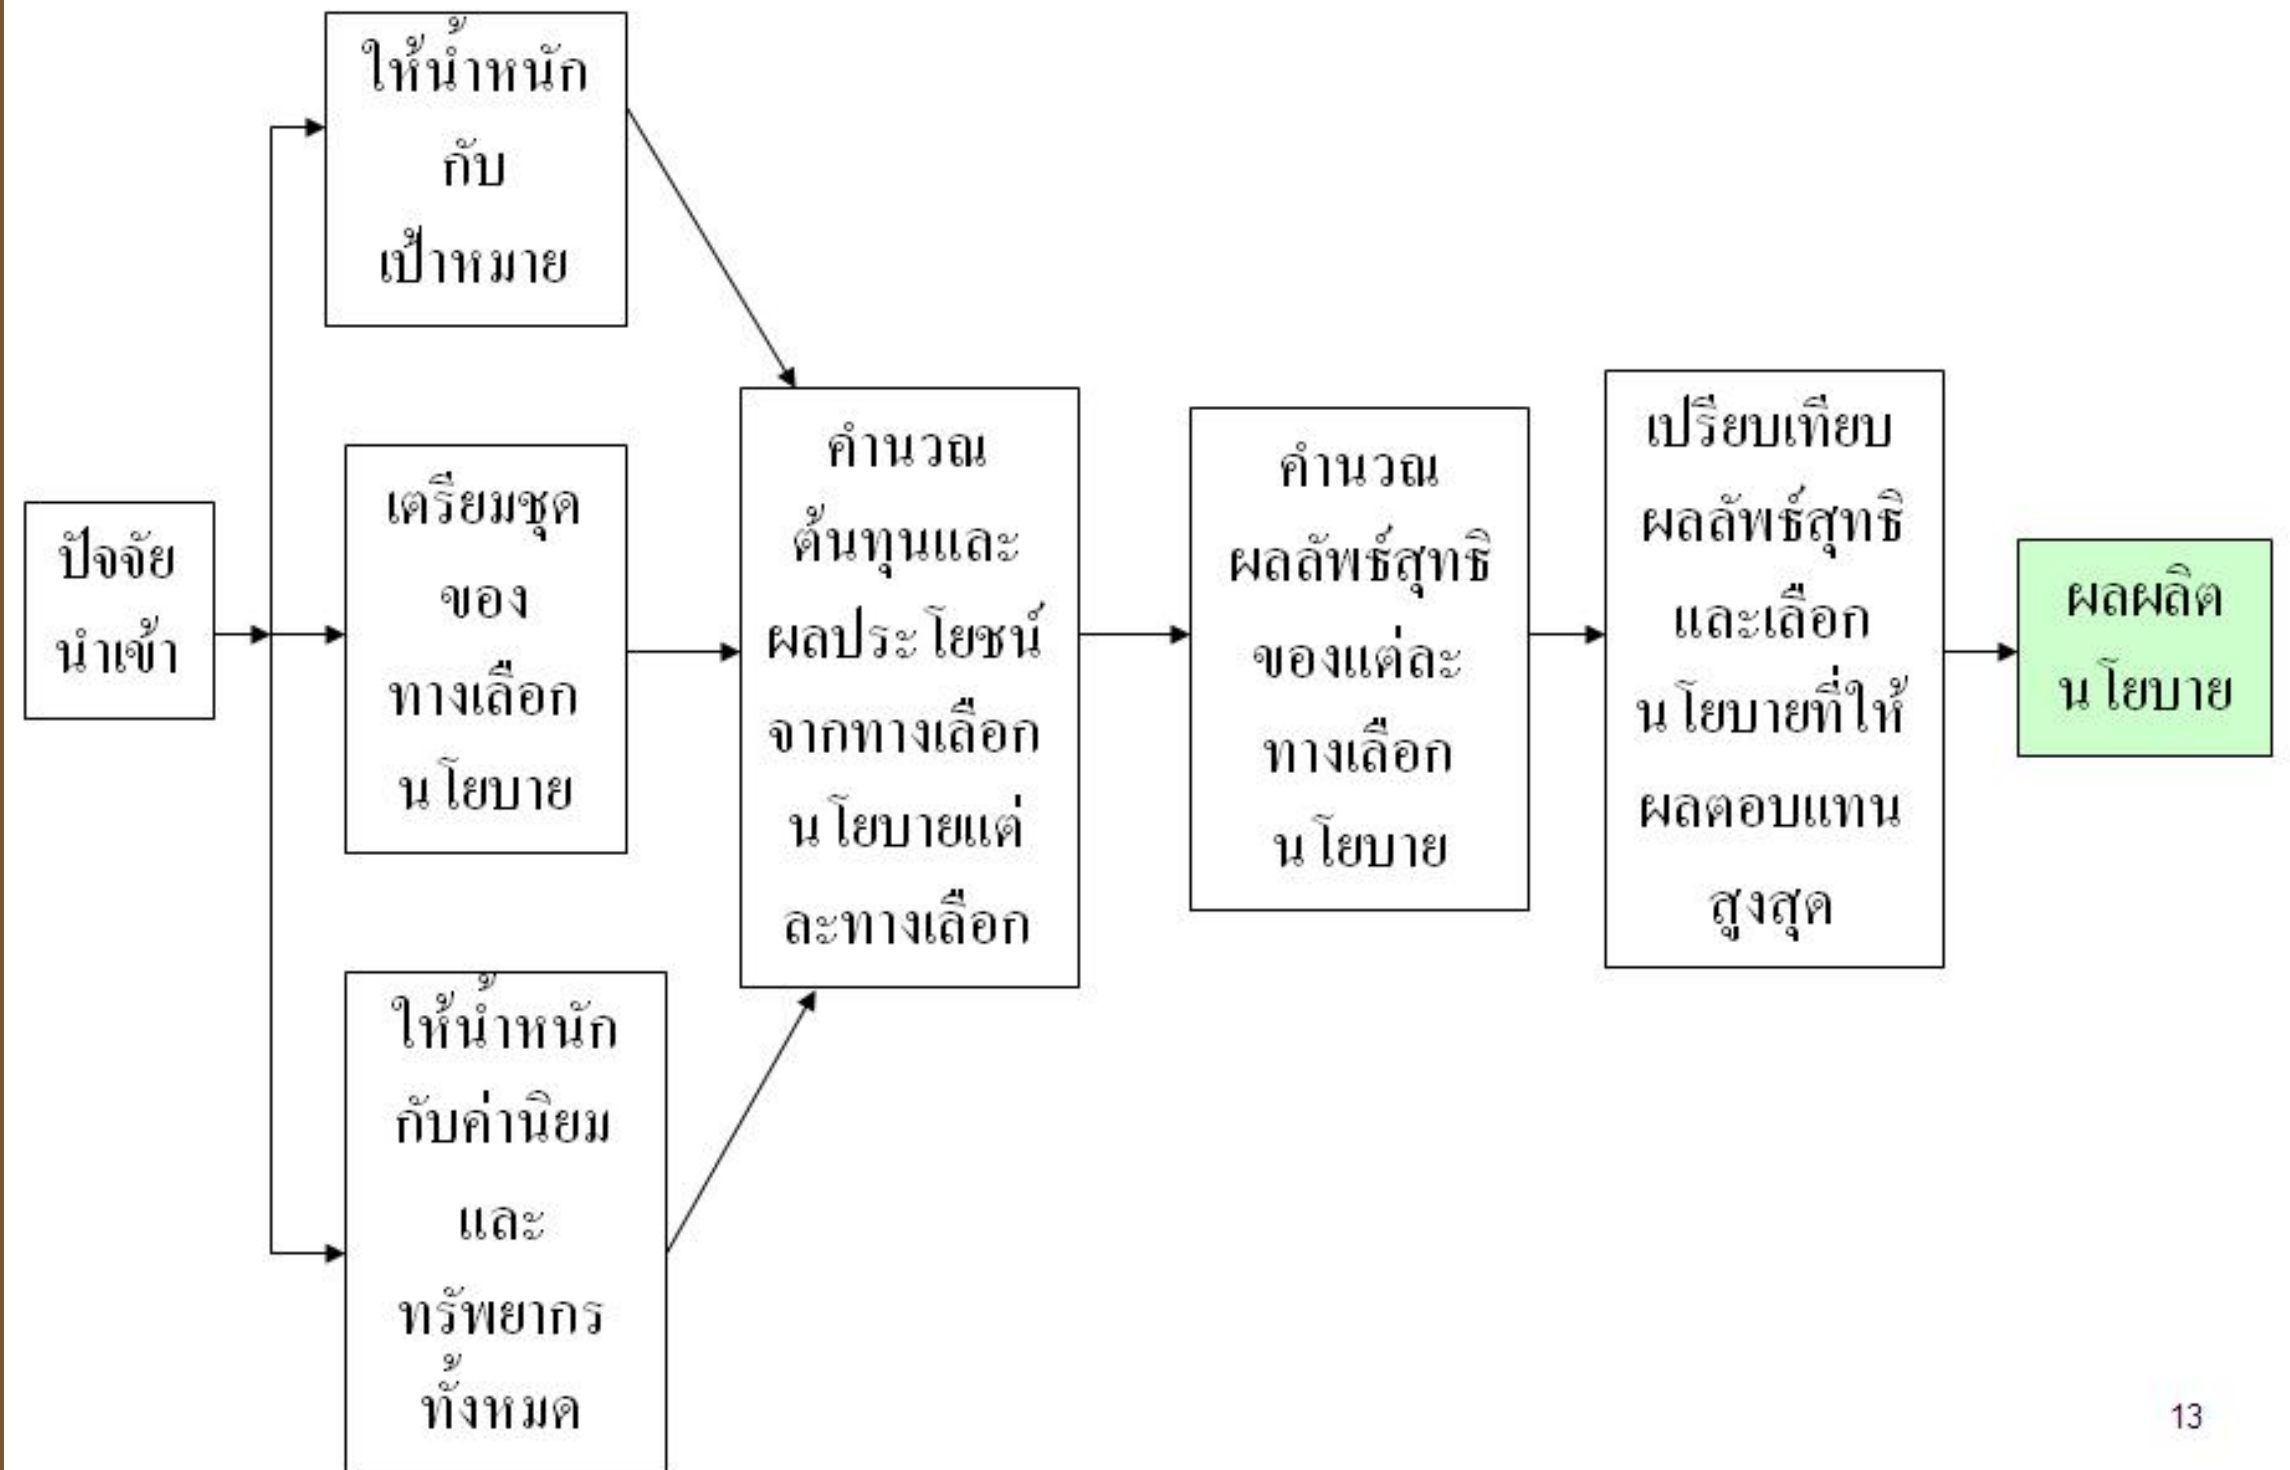 ปัจจัย
นำเข้า
ให้น้ำหนัก
กับ
เป้าหมาย
เตรียมชุด
ของ
ทางเลือก
นโยบาย
ให้น้ำหนัก
กับค่านิยม
และ
ทรัพยากร
ทั้งหมด
คำนวณ
ต้นทุนและ
ผลประโยชน์
จากทางเลือก
นโยบายแต่
ละทางเลือก
คำนวณ
ผลลัพธ์สุทธิ
ของแต่ละ
ทางเลือก
นโยบาย
เปรียบเทียบ
ผลลัพธ์สุทธิ
และเลือก
นโยบายที่ให้
ผลตอบแทน
สูงสุด
ผลผลิต
นโยบาย
13